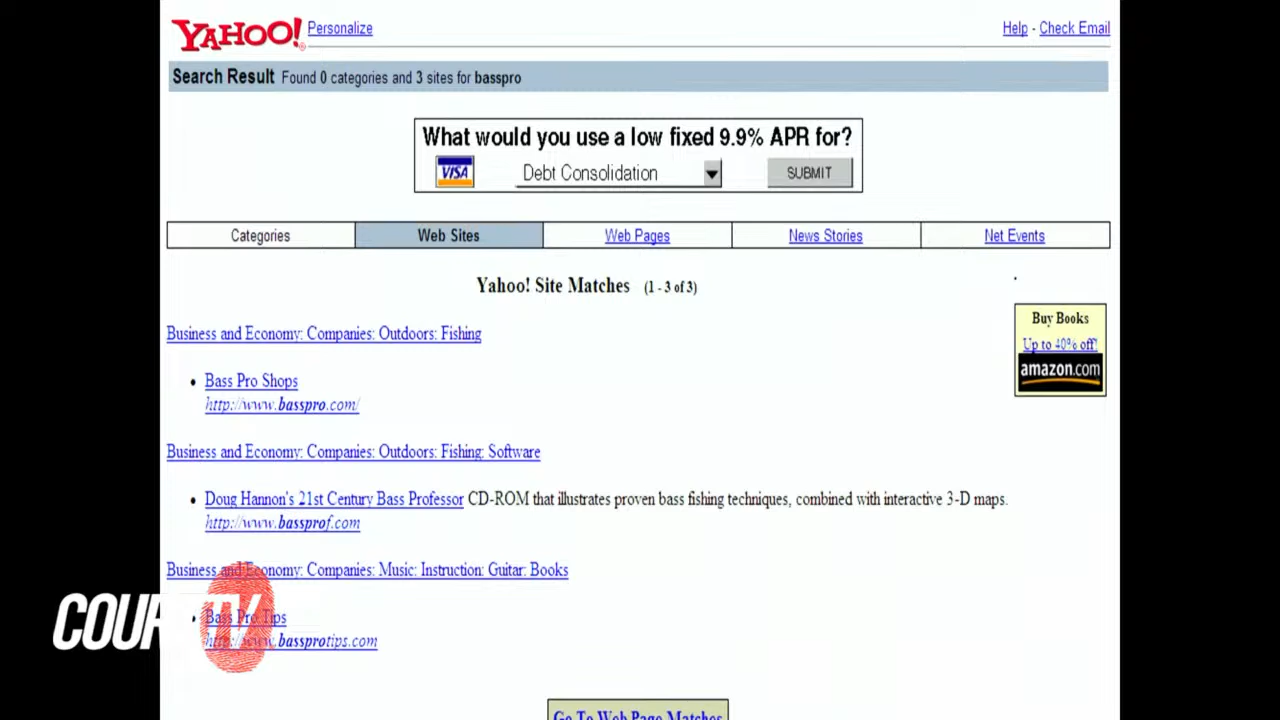 YAHOO! Personalize Help - Check Email
Search Result Found 0 categories and 3 sites for basspro
What would you use a low fixed 9.9% APR for?
VISA Debt Consolidation SUBMIT
Categories Web Sites Web Pages News Stories Net Events
Yahoo! Site Matches (1 - 3 of 3)
Buy Books
Up to 40% off!
amazon.com
Business and Economy: Companies: Outdoors: Fishing
Bass Pro Shops
http://www.basspro.com/
Business and Economy: Companies: Outdoors: Fishing: Software
Doug Hannon's 21st Century Bass Professor CD-ROM that illustrates proven bass fishing techniques, combined with interactive 3-D maps.
http://www.bassprof.com
Business and Economy: Companies: Music: Instruction: Guitar: Books
Bass Pro Tips
http://www.bassprotips.com
COURT TV
Go To Web Page Matches